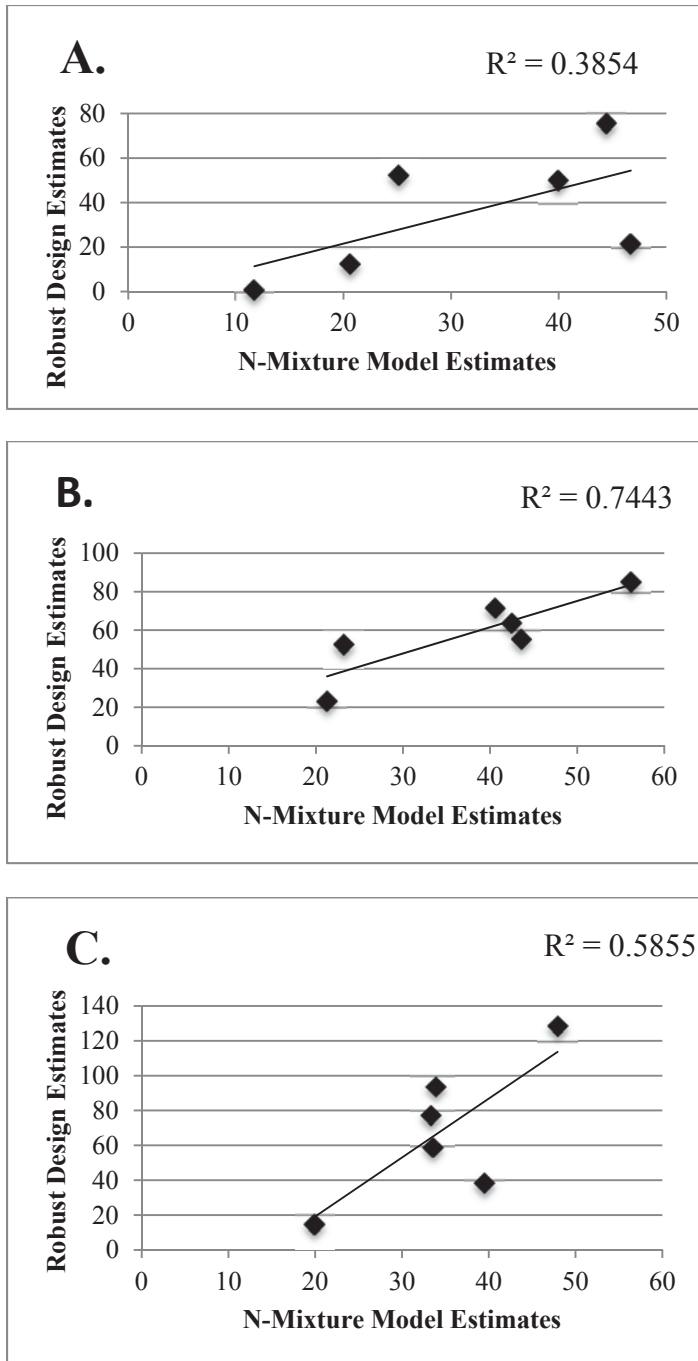 A.
R² = 0.3854
Robust Design Estimates
80
60
40
20
0
0 10 20 30 40 50
N-Mixture Model Estimates
B.
R² = 0.7443
Robust Design Estimates
100
80
60
40
20
0
0 10 20 30 40 50 60
N-Mixture Model Estimates
C.
R² = 0.5855
Robust Design Estimates
140
120
100
80
60
40
20
0
0 10 20 30 40 50 60
N-Mixture Model Estimates